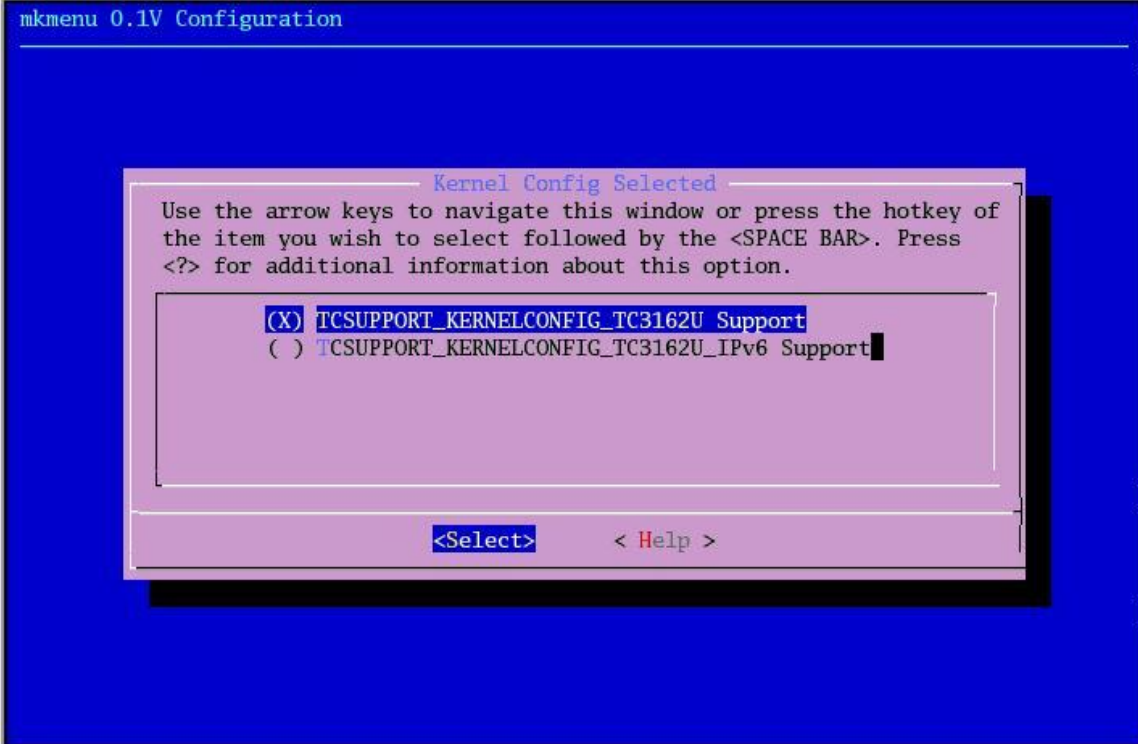 mkmenu 0.1V Configuration
Kernel Config Selected
Use the arrow keys to navigate this window or press the hotkey of
the item you wish to select followed by the <SPACE BAR>. Press
<?> for additional information about this option.
(X) TCSUPPORT_KERNELCONFIG_TC3162U Support
( ) TCSUPPORT_KERNELCONFIG_TC3162U_IPv6 Support
<Select> < Help >